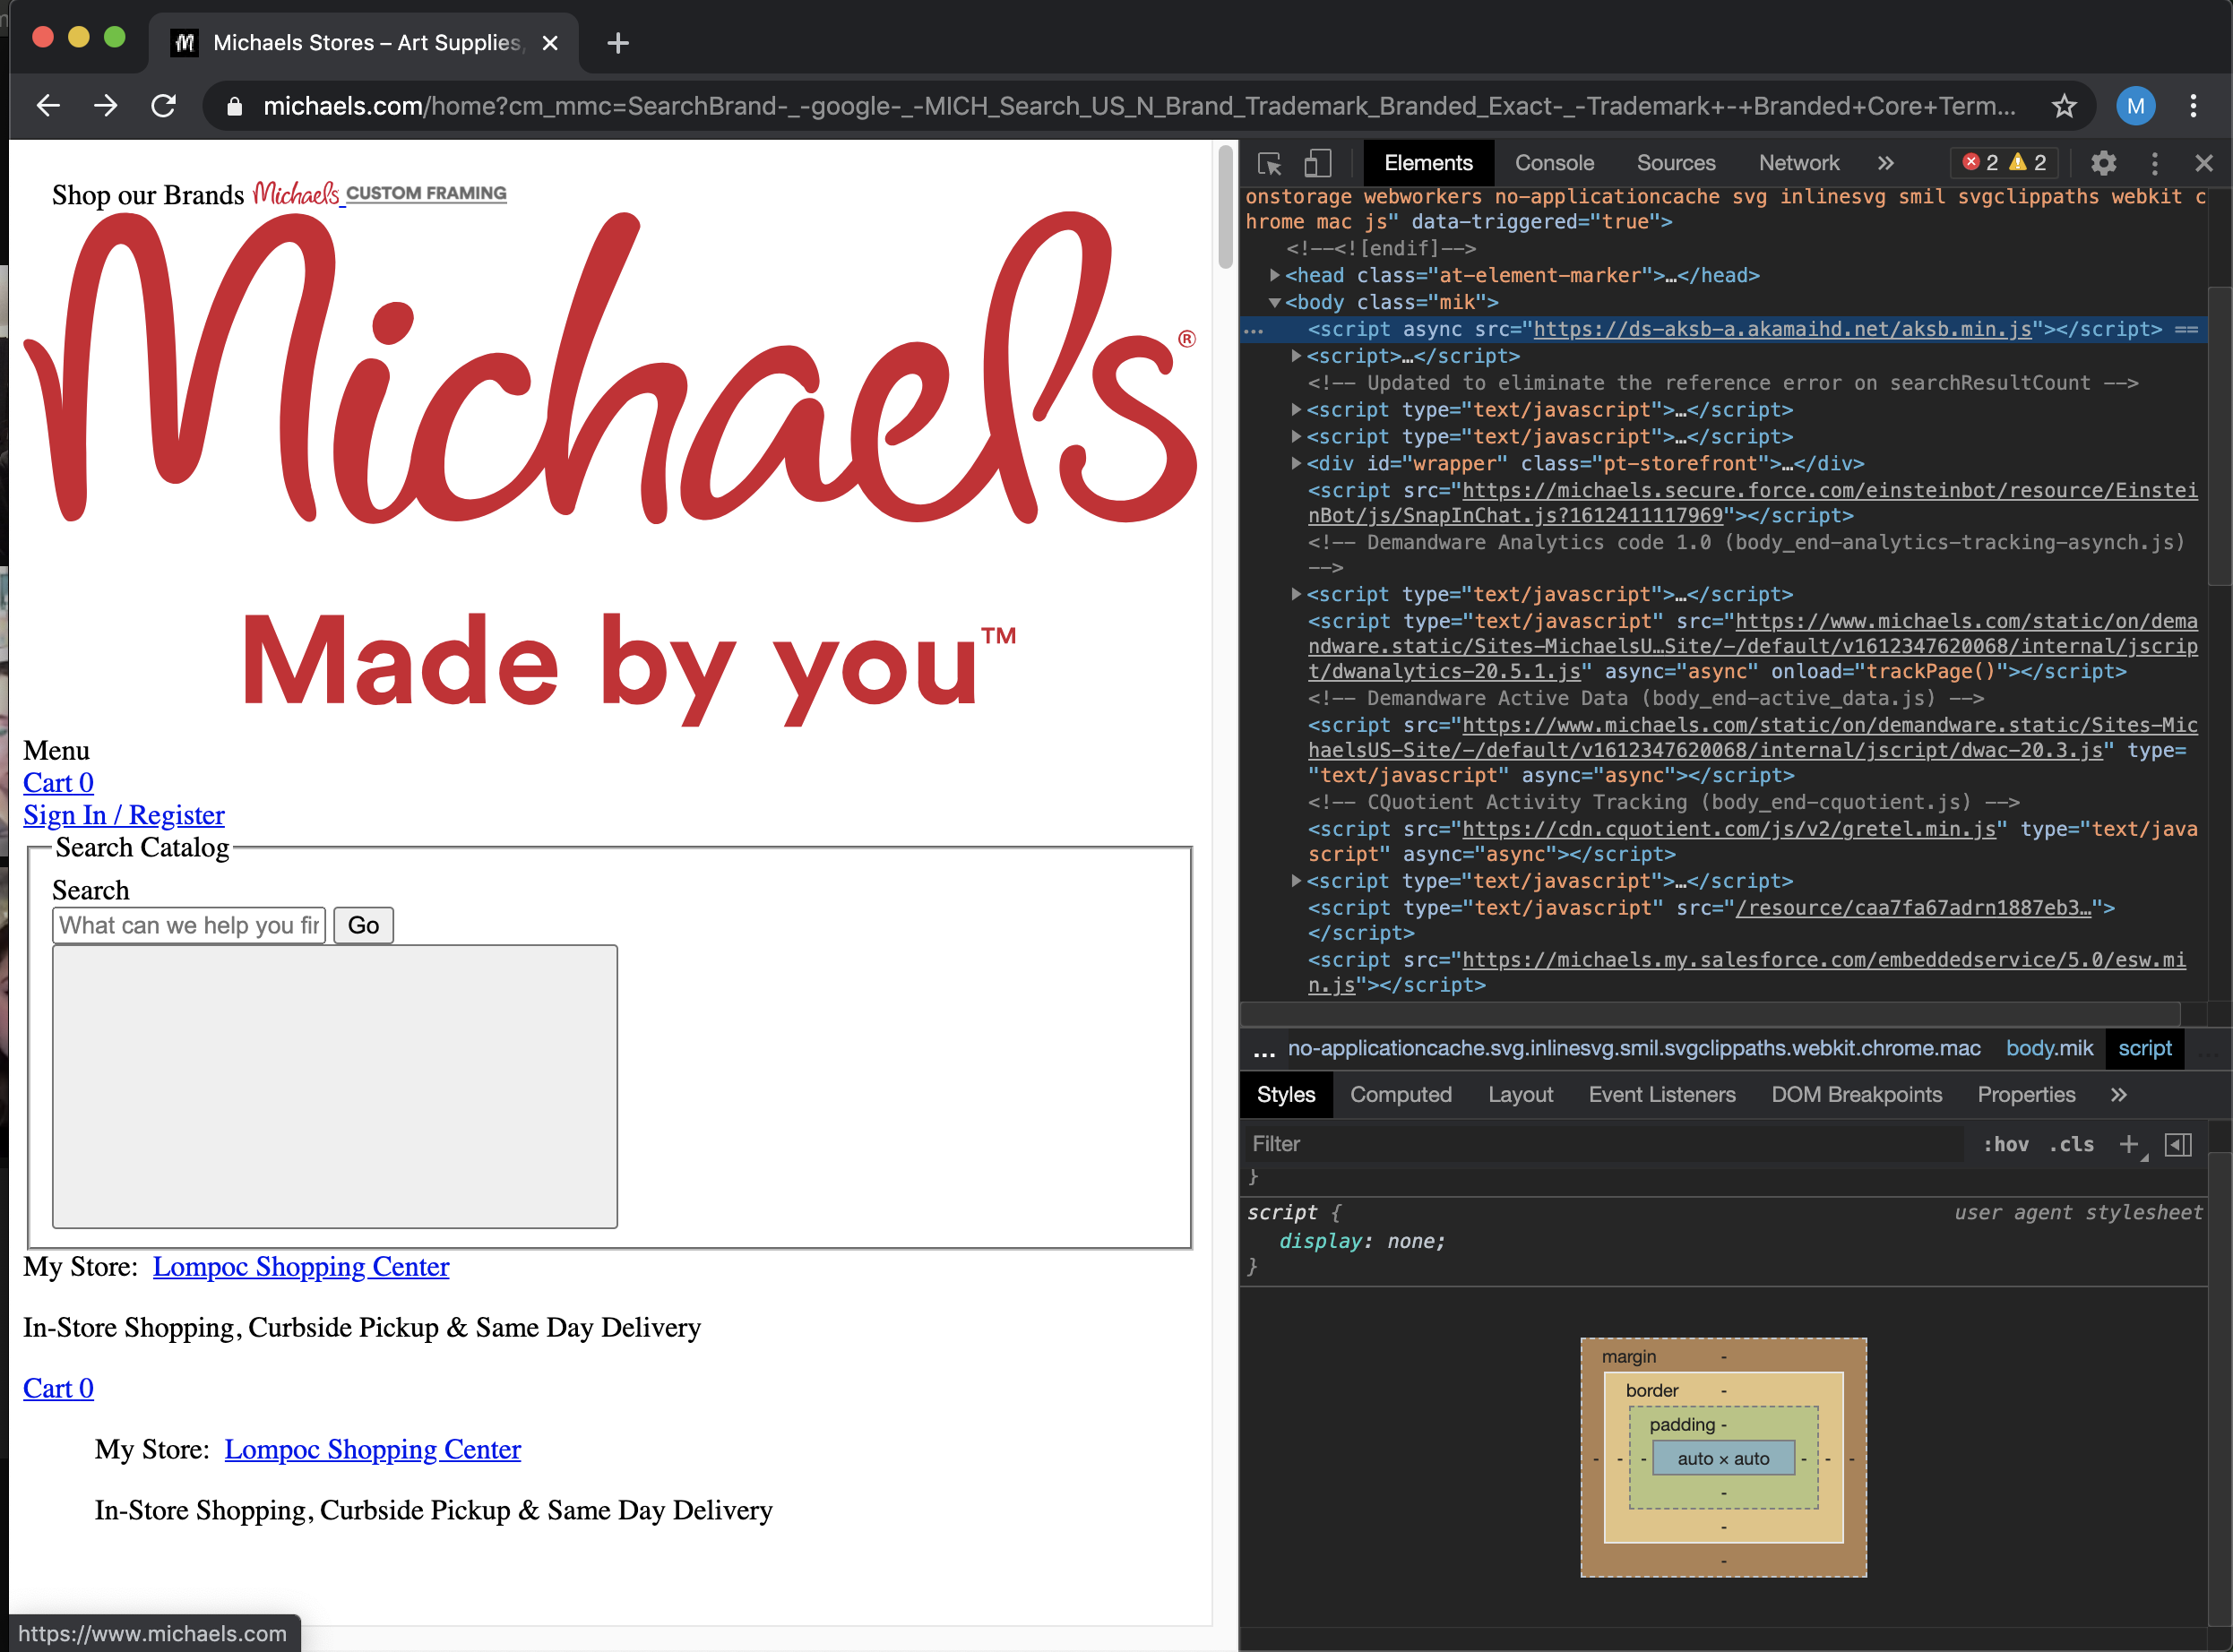 Michaels Stores – Art Supplies,
michaels.com/home?cm_mmc=SearchBrand-_-google-_-MICH_Search_US_N_Brand_Trademark_Branded_Exact-_-Trademark+-+Branded+Core+Term...
M
Shop our Brands Michaels CUSTOM FRAMING
Michaels®
Made by you™
Menu
Cart 0
Sign In / Register
Search Catalog
Search
What can we help you fin
Go
My Store: Lompoc Shopping Center
In-Store Shopping, Curbside Pickup & Same Day Delivery
Cart 0
My Store: Lompoc Shopping Center
In-Store Shopping, Curbside Pickup & Same Day Delivery
https://www.michaels.com
Elements Console Sources Network » 2 2
onstorage webworkers no-applicationcache svg inlinesvg smil svgclippaths webkit c
hrome mac js" data-triggered="true">
<!--<![endif]-->
<head class="at-element-marker">…</head>
<body class="mik">
… <script async src="https://ds-aksb-a.akamaihd.net/aksb.min.js"></script> ==
<script>…</script>
<!-- Updated to eliminate the reference error on searchResultCount -->
<script type="text/javascript">…</script>
<script type="text/javascript">…</script>
<div id="wrapper" class="pt-storefront">…</div>
<script src="https://michaels.secure.force.com/einsteinbot/resource/Einstei
nBot/js/SnapInChat.js?1612411117969"></script>
<!-- Demandware Analytics code 1.0 (body_end-analytics-tracking-asynch.js)
-->
<script type="text/javascript">…</script>
<script type="text/javascript" src="https://www.michaels.com/static/on/dema
ndware.static/Sites-MichaelsU…Site/-/default/v1612347620068/internal/jscrip
t/dwanalytics-20.5.1.js" async="async" onload="trackPage()"></script>
<!-- Demandware Active Data (body_end-active_data.js) -->
<script src="https://www.michaels.com/static/on/demandware.static/Sites-Mic
haelsUS-Site/-/default/v1612347620068/internal/jscript/dwac-20.3.js" type=
"text/javascript" async="async"></script>
<!-- CQuotient Activity Tracking (body_end-cquotient.js) -->
<script src="https://cdn.cquotient.com/js/v2/gretel.min.js" type="text/java
script" async="async"></script>
<script type="text/javascript">…</script>
<script type="text/javascript" src="/resource/caa7fa67adrn1887eb3…">
</script>
<script src="https://michaels.my.salesforce.com/embeddedservice/5.0/esw.mi
n.js"></script>
... no-applicationcache.svg.inlinesvg.smil.svgclippaths.webkit.chrome.mac body.mik script ...
Styles Computed Layout Event Listeners DOM Breakpoints Properties »
Filter :hov .cls +
}
script { user agent stylesheet
display: none;
}
margin -
border -
padding -
- - - auto × auto - - -
-
-
-